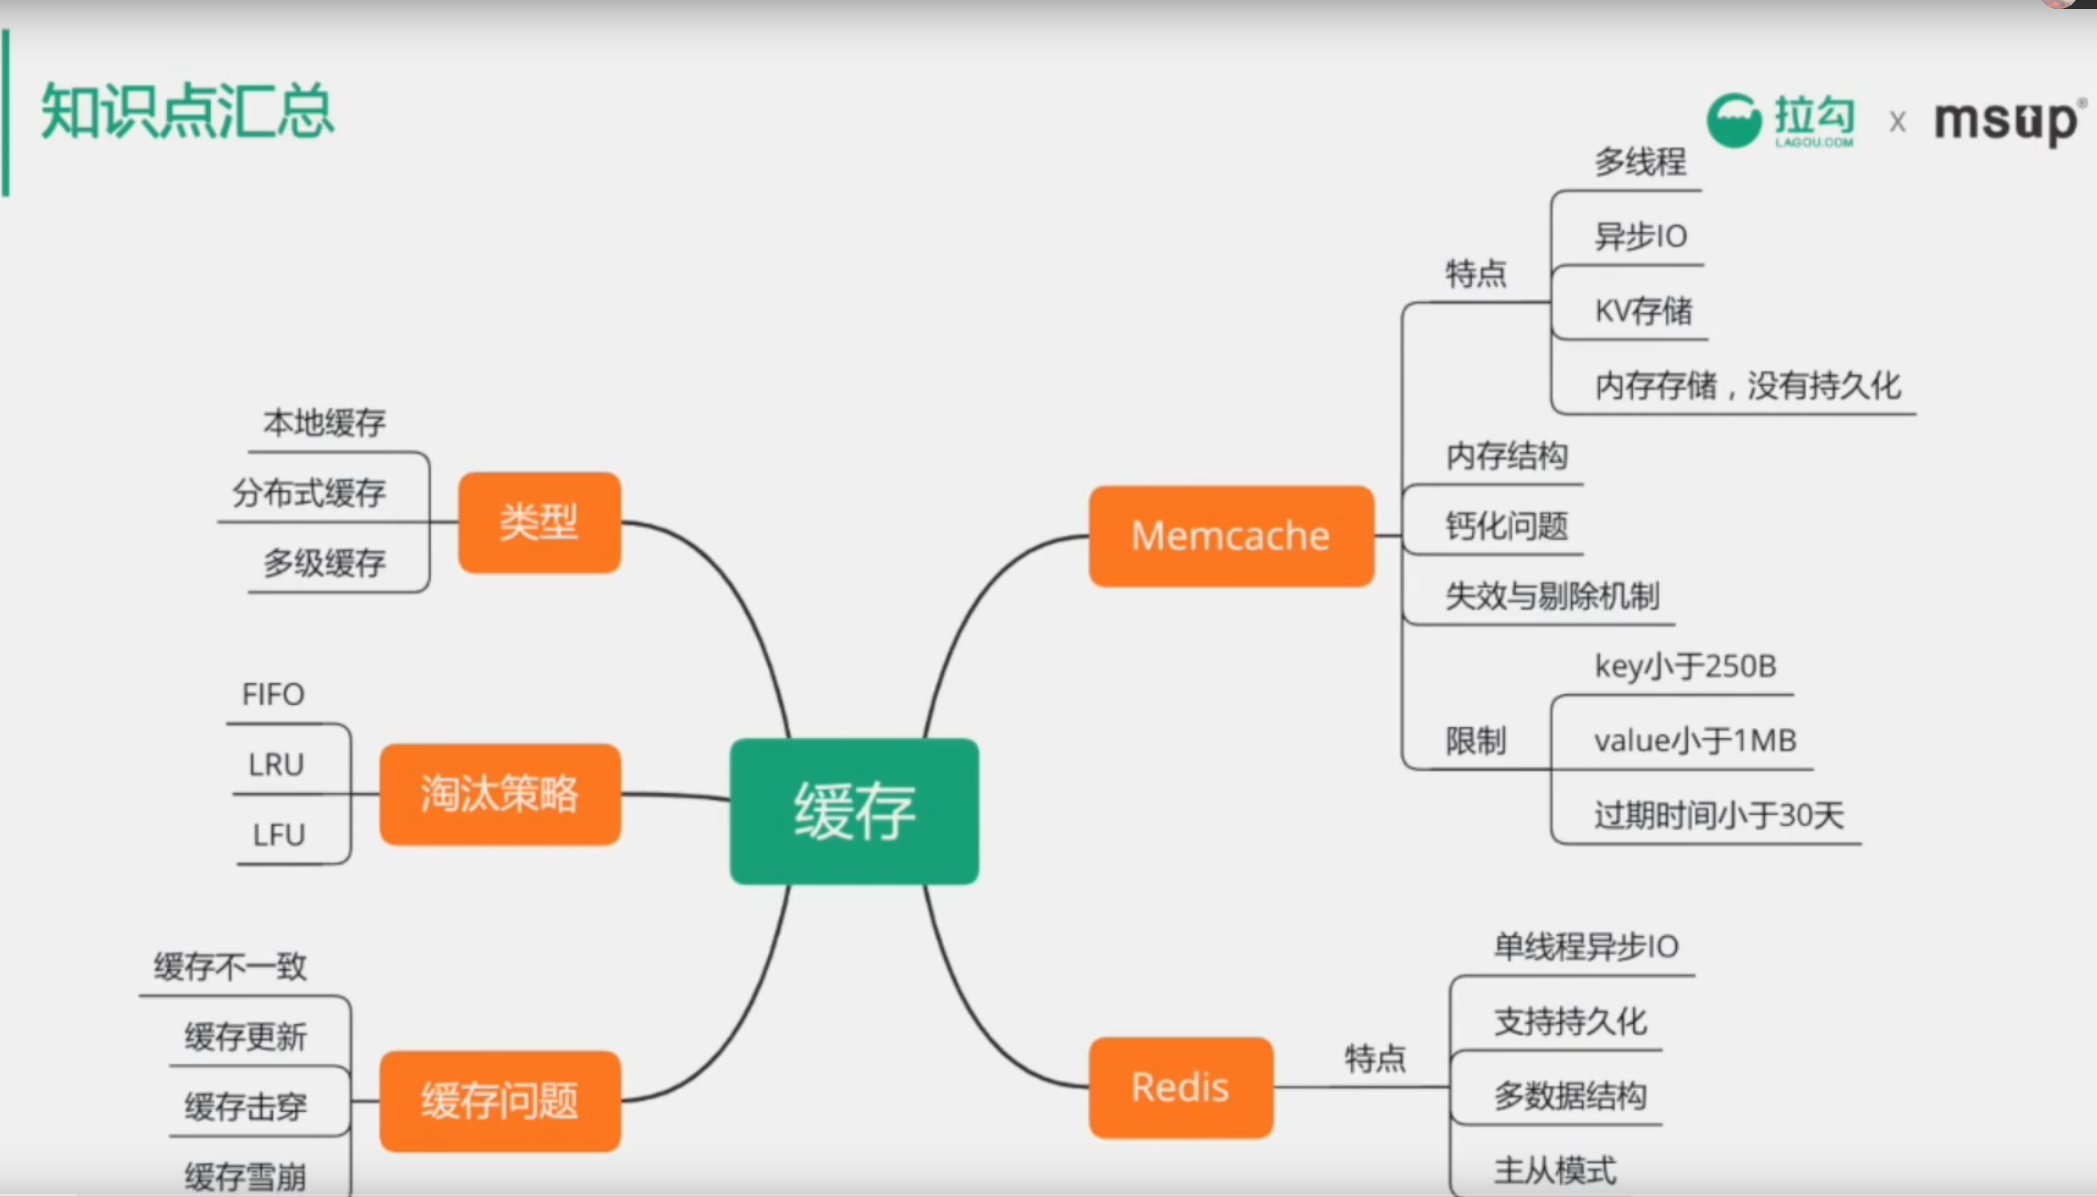 知识点汇总
拉勾
LAGOU.COM
X
msup®
缓存
类型
本地缓存
分布式缓存
多级缓存
淘汰策略
FIFO
LRU
LFU
缓存问题
缓存不一致
缓存更新
缓存击穿
缓存雪崩
Memcache
特点
多线程
异步IO
KV存储
内存存储，没有持久化
内存结构
钙化问题
失效与剔除机制
限制
key小于250B
value小于1MB
过期时间小于30天
Redis
特点
单线程异步IO
支持持久化
多数据结构
主从模式